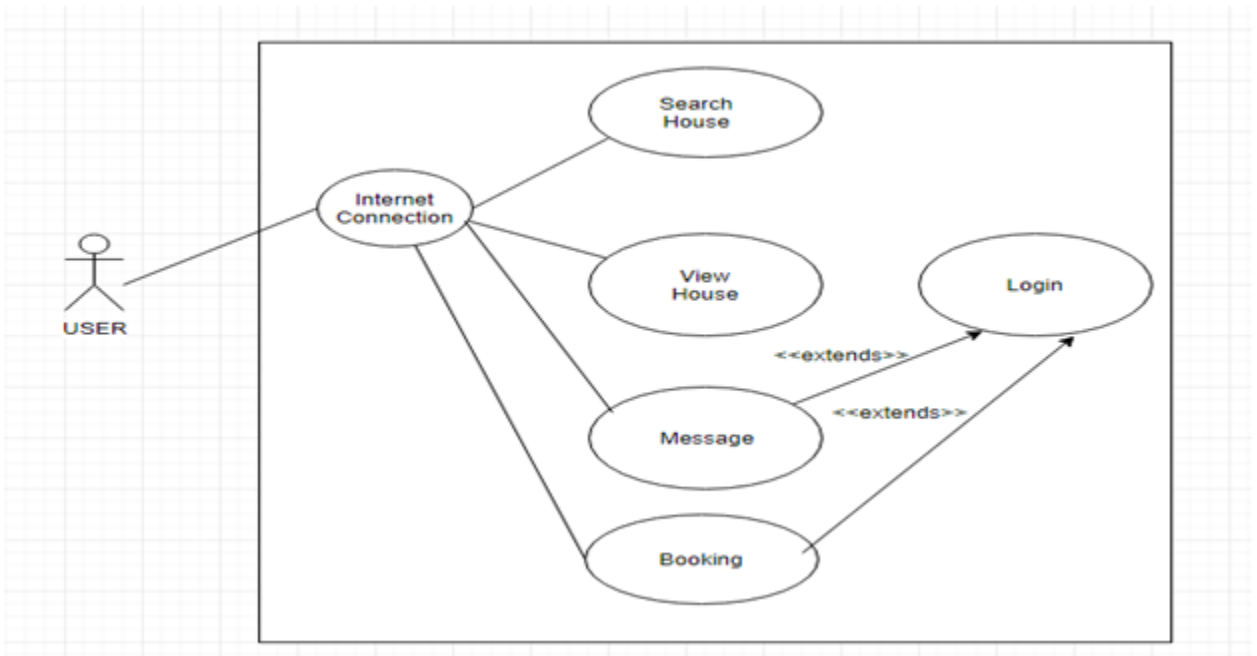 Search
House
Internet
Connection
View
House
Login
USER
<<extends>>
<<extends>>
Message
Booking